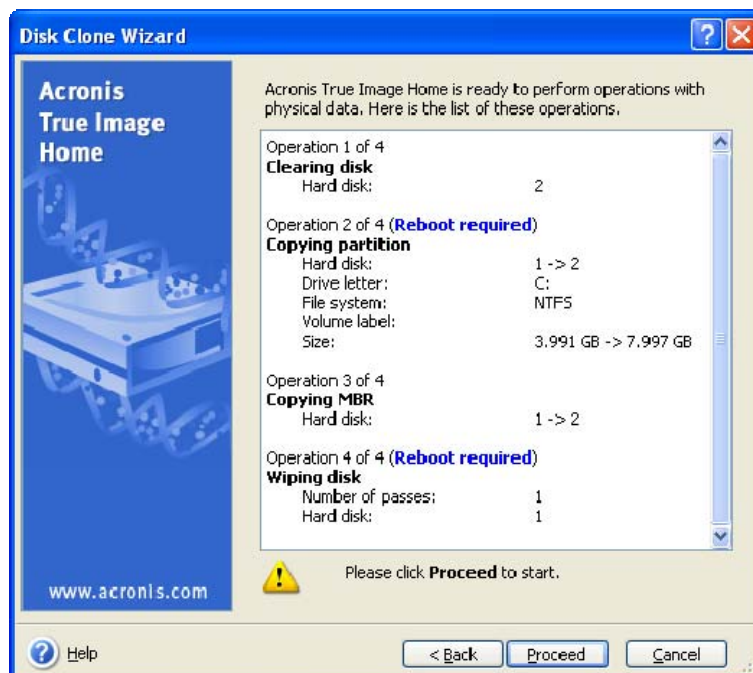 Disk Clone Wizard
Acronis
True Image
Home
Acronis True Image Home is ready to perform operations with
physical data. Here is the list of these operations.
Operation 1 of 4
Clearing disk
Hard disk: 2
Operation 2 of 4 (Reboot required)
Copying partition
Hard disk: 1 -> 2
Drive letter: C:
File system: NTFS
Volume label:
Size: 3.991 GB -> 7.997 GB
Operation 3 of 4
Copying MBR
Hard disk: 1 -> 2
Operation 4 of 4 (Reboot required)
Wiping disk
Number of passes: 1
Hard disk: 1
Please click Proceed to start.
www.acronis.com
Help
< Back
Proceed
Cancel